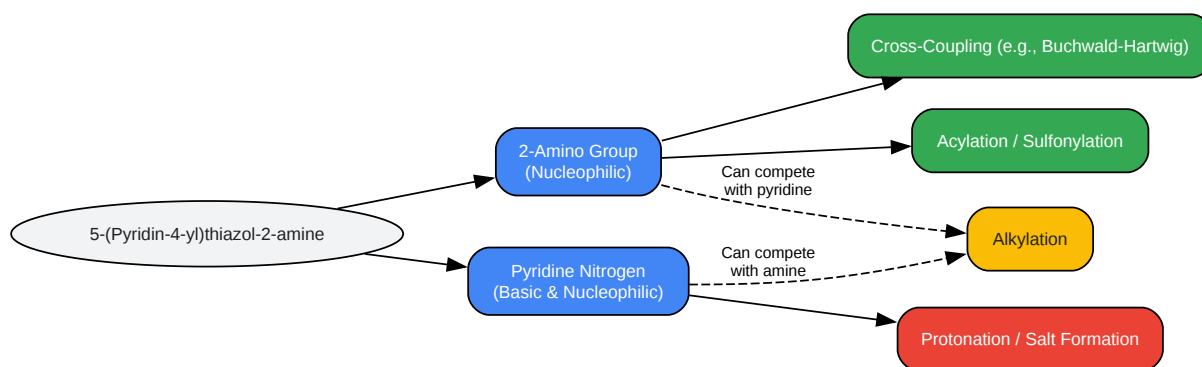 Cross-Coupling (e.g., Buchwald-Hartwig)
2-Amino Group
(Nucleophilic)
Acylation / Sulfonylation
Can compete
with pyridine
5-(Pyridin-4-yl)thiazol-2-amine
Alkylation
Can compete
with amine
Pyridine Nitrogen
(Basic & Nucleophilic)
Protonation / Salt Formation